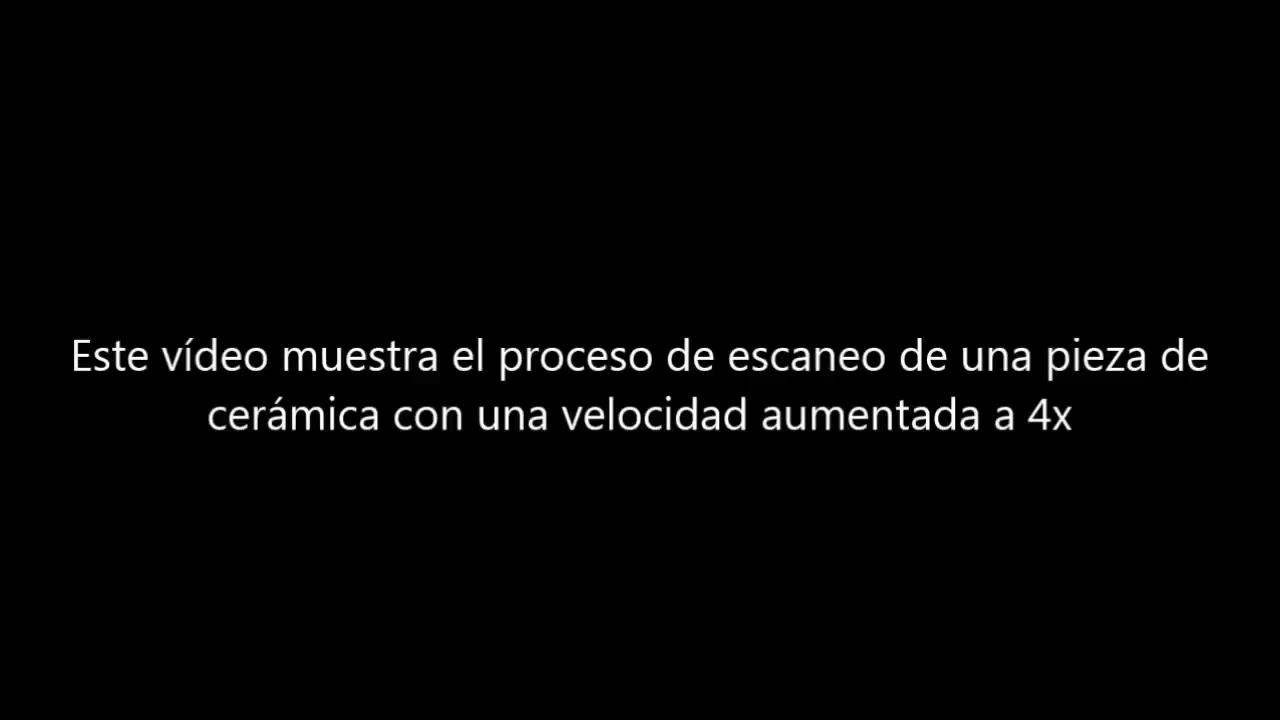 Este vídeo muestra el proceso de escaneo de una pieza de
cerámica con una velocidad aumentada a 4x